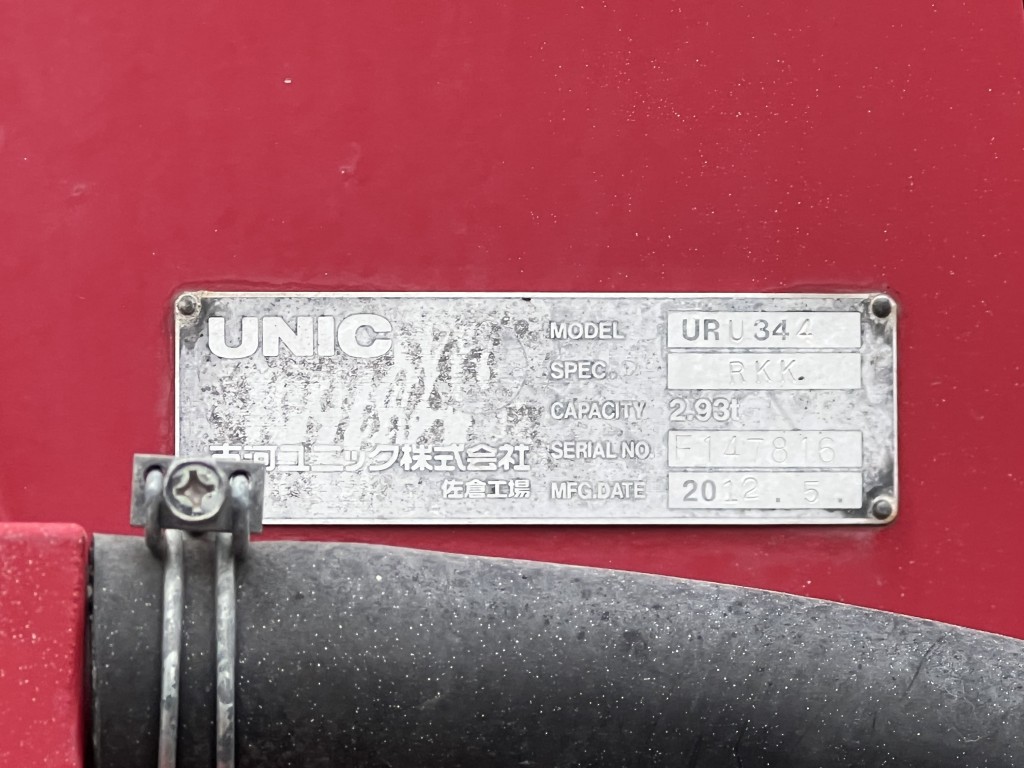 UNIC
MODEL URU344
SPEC. RKK
CAPACITY 2.93t
SERIAL NO. E147816
MFG.DATE 2012.5.
古河ユニック株式会社
佐倉工場